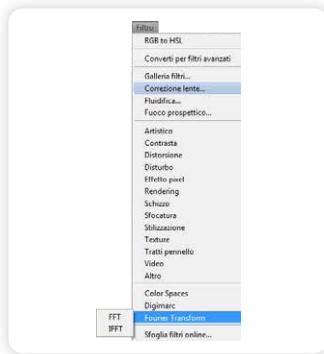 Filtro
RGB to HSL
Converti per filtri avanzati
Galleria filtri...
Correzione lente...
Fluidifica...
Fuoco prospettico...
Artistico
Contrasta
Distorsione
Disturbo
Effetto pixel
Rendering
Schizzo
Sfocatura
Stilizzazione
Texture
Tratti pennello
Video
Altro
Color Spaces
Digimarc
Fourier Transform
FFT
IFFT
Sfoglia filtri online...